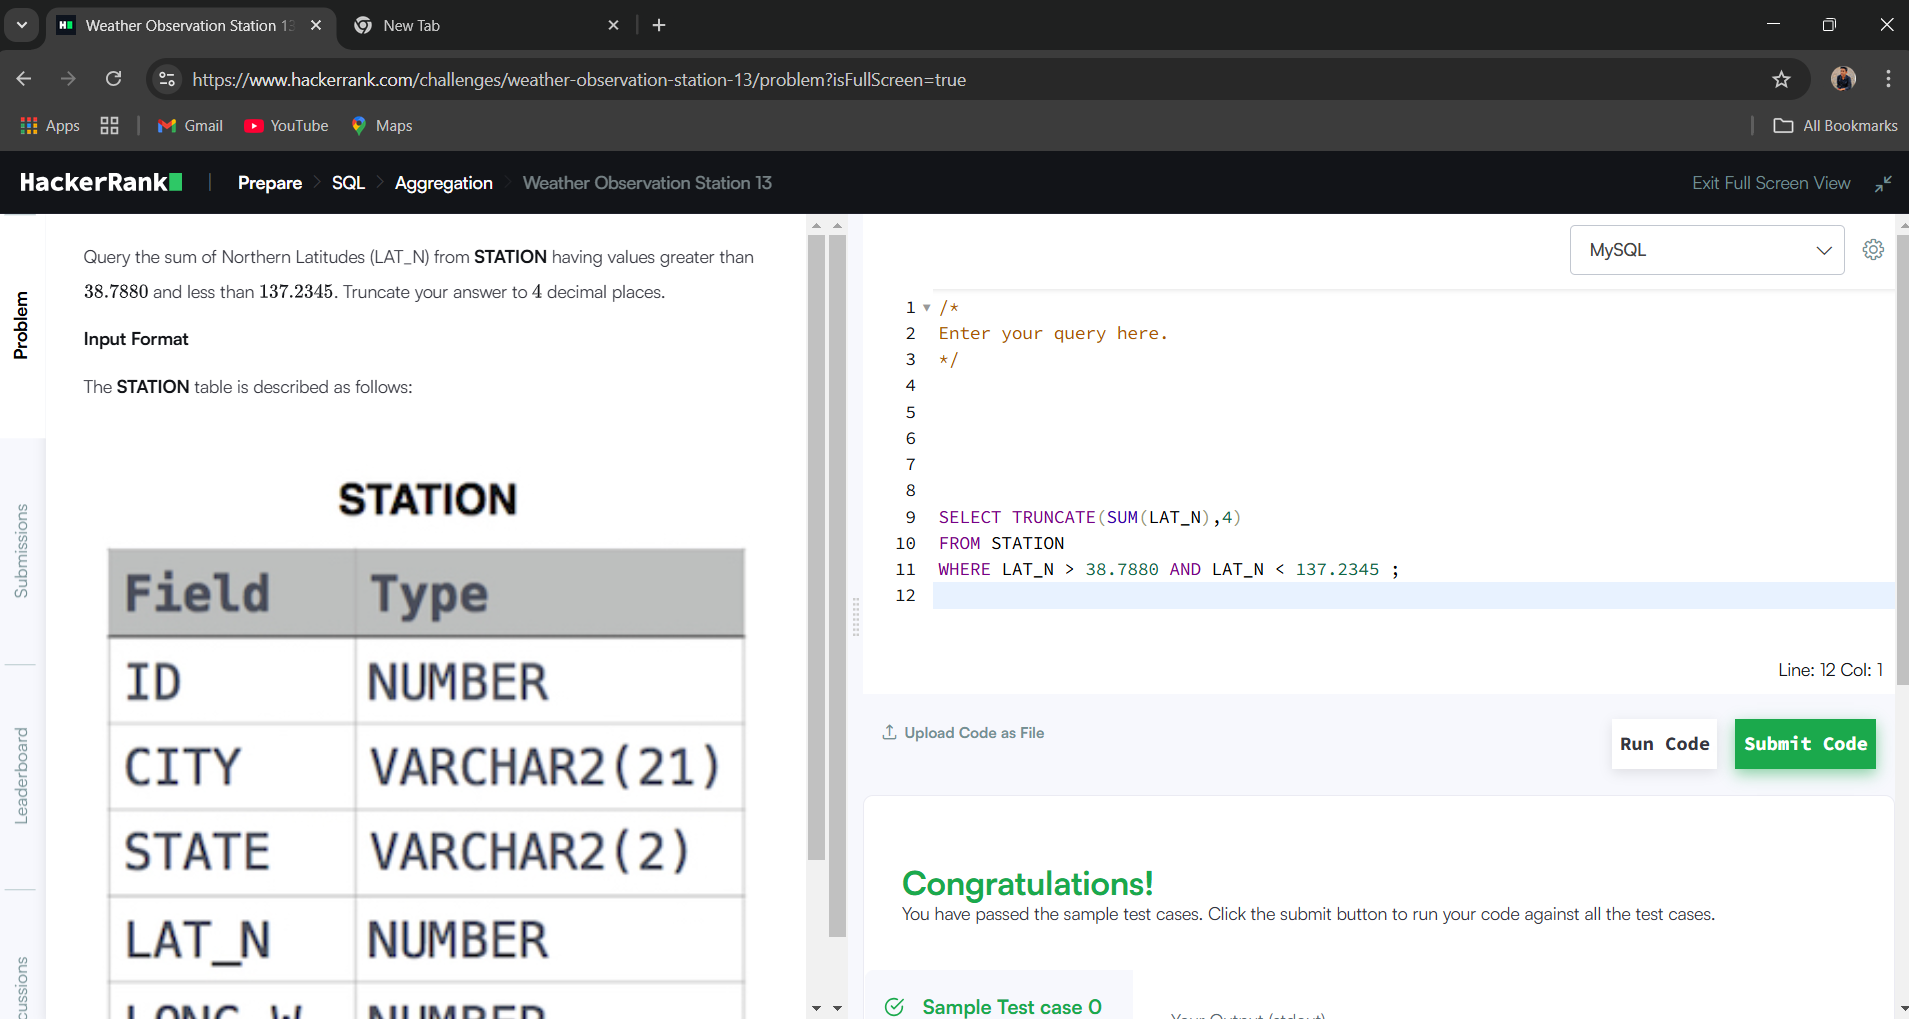 Weather Observation Station 13
New Tab
https://www.hackerrank.com/challenges/weather-observation-station-13/problem?isFullScreen=true
Apps
Gmail
YouTube
Maps
All Bookmarks
HackerRank
Prepare
SQL
Aggregation
Weather Observation Station 13
Exit Full Screen View
Problem
Submissions
Leaderboard
Query the sum of Northern Latitudes (LAT_N) from STATION having values greater than
38.7880 and less than 137.2345. Truncate your answer to 4 decimal places.
Input Format
The STATION table is described as follows:
STATION
Field Type
ID NUMBER
CITY VARCHAR2(21)
STATE VARCHAR2(2)
LAT_N NUMBER
MySQL
1 /*
2 Enter your query here.
3 */
4
5
6
7
8
9 SELECT TRUNCATE(SUM(LAT_N),4)
10 FROM STATION
11 WHERE LAT_N > 38.7880 AND LAT_N < 137.2345 ;
12
Line: 12 Col: 1
Upload Code as File
Run Code
Submit Code
Congratulations!
You have passed the sample test cases. Click the submit button to run your code against all the test cases.
Sample Test case 0